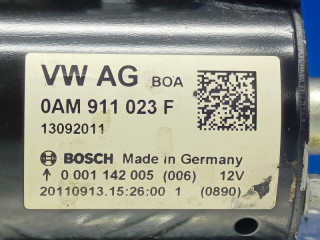 VW AG BOA
0AM 911 023 F
13092011
BOSCH Made in Germany
↑ 0 001 142 005 (006) 12V
20110913.15:26:00 1 (0890)